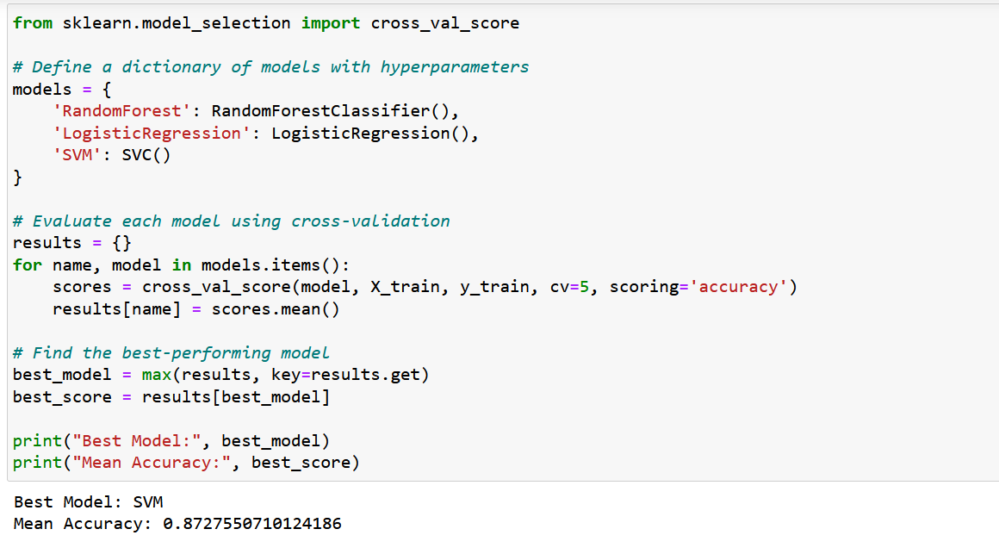 from sklearn.model_selection import cross_val_score
# Define a dictionary of models with hyperparameters
models = {
    'RandomForest': RandomForestClassifier(),
    'LogisticRegression': LogisticRegression(),
    'SVM': SVC()
}
# Evaluate each model using cross-validation
results = {}
for name, model in models.items():
    scores = cross_val_score(model, X_train, y_train, cv=5, scoring='accuracy')
    results[name] = scores.mean()
# Find the best-performing model
best_model = max(results, key=results.get)
best_score = results[best_model]
print("Best Model:", best_model)
print("Mean Accuracy:", best_score)
Best Model: SVM
Mean Accuracy: 0.8727550710124186